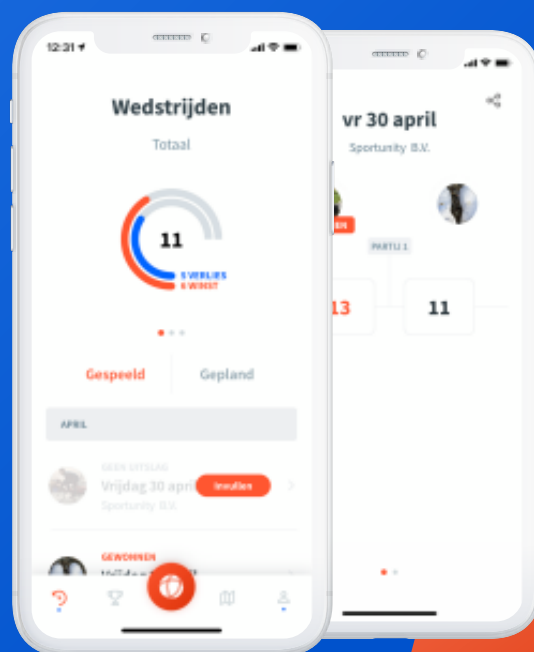 12:31
Wedstrijden
Totaal
11
5 VERLIES
6 WINST
Gespeeld
Gepland
APRIL
GEEN UITSLAG
Vrijdag 30 april
Invullen
Sportunity B.V.
GEWONNEN
vr 30 april
Sportunity B.V.
PARTIJ 1
13
11